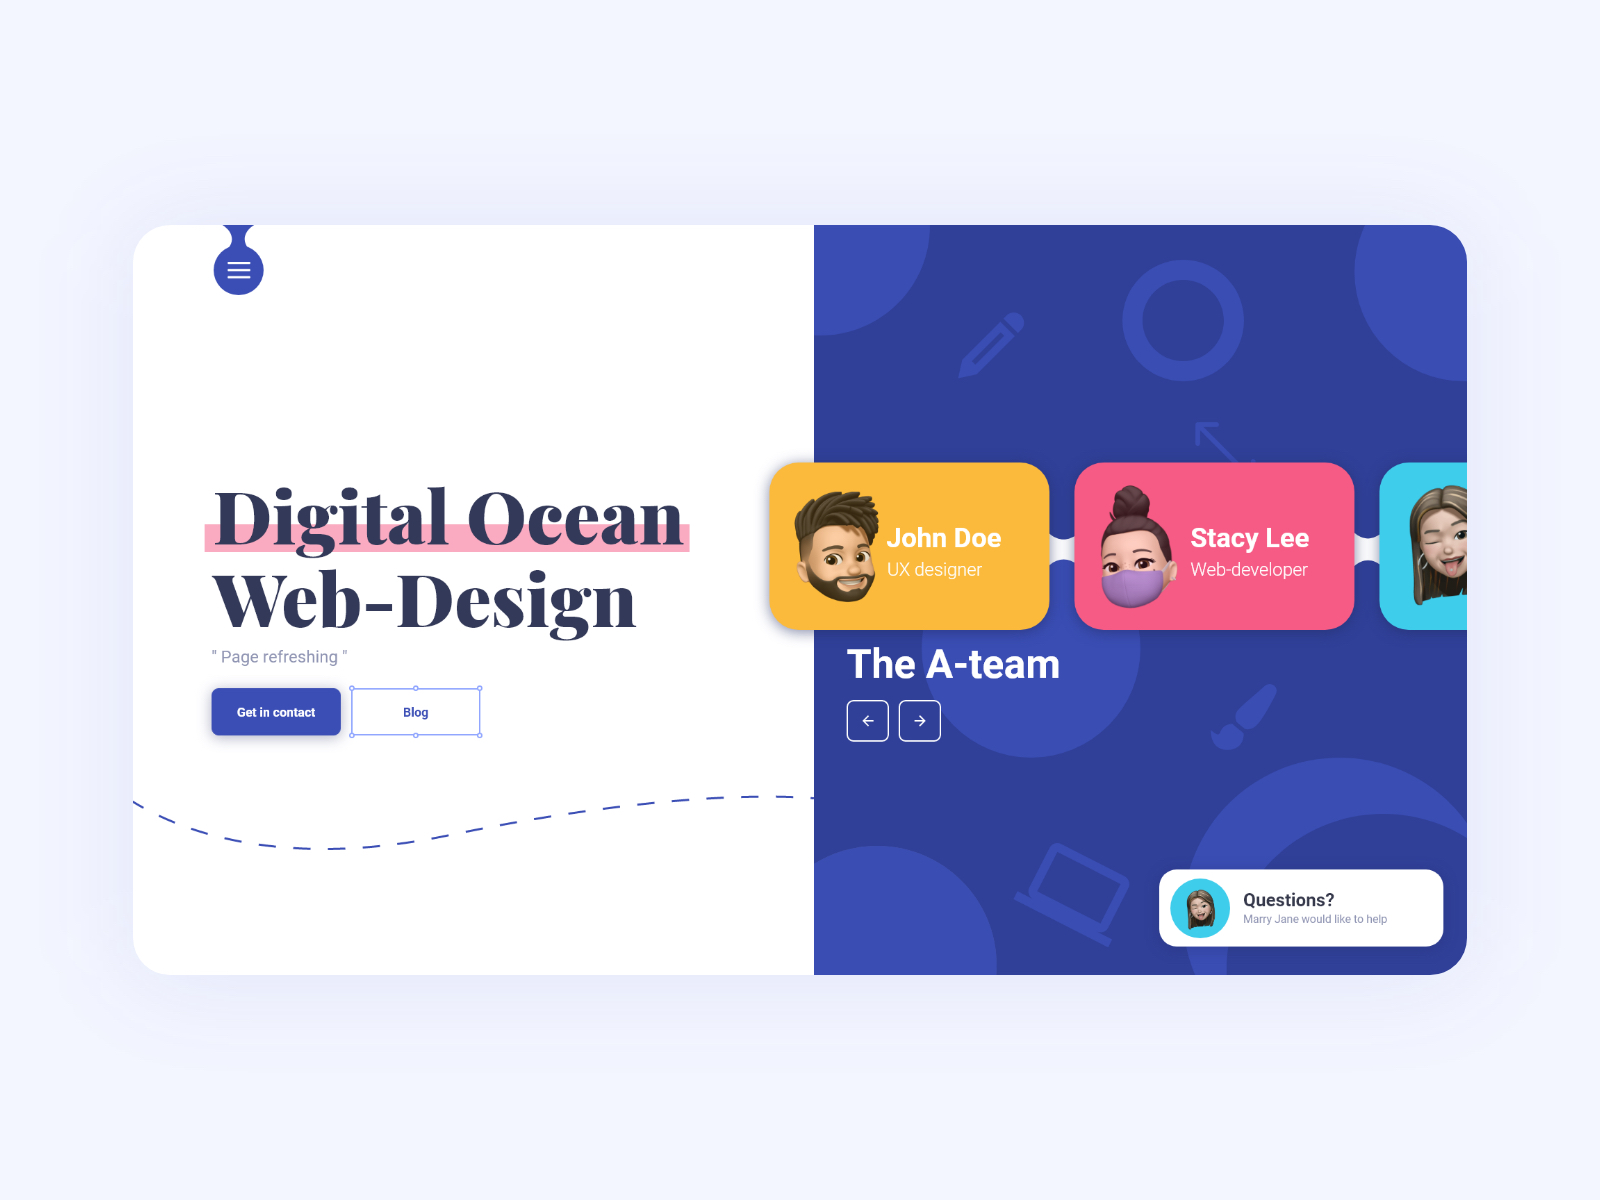 Digital Ocean
Web-Design
" Page refreshing "
Get in contact
Blog
John Doe
UX designer
Stacy Lee
Web-developer
The A-team
Questions?
Marry Jane would like to help